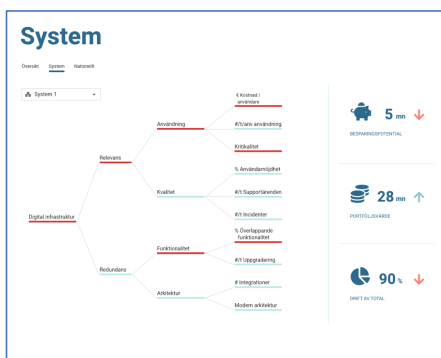 System
Översikt System Nationellt
System 1
€ Kostnad /
användare
Användning
#/t/anv användning
Kritikalitet
Relevans
% Användarnöjdhet
Kvalitet
#/t Supportärenden
#/t Incidenter
Digital infrastruktur
% Överlappande
funktionalitet
Funktionalitet
#/t Uppgradering
Redundans
# Integrationer
Arkitektur
Modern arkitektur
5 mn
BESPARINGSPOTENTIAL
28 mn
PORTFÖLJSVÄRDE
90 %
DRIFT AV TOTAL